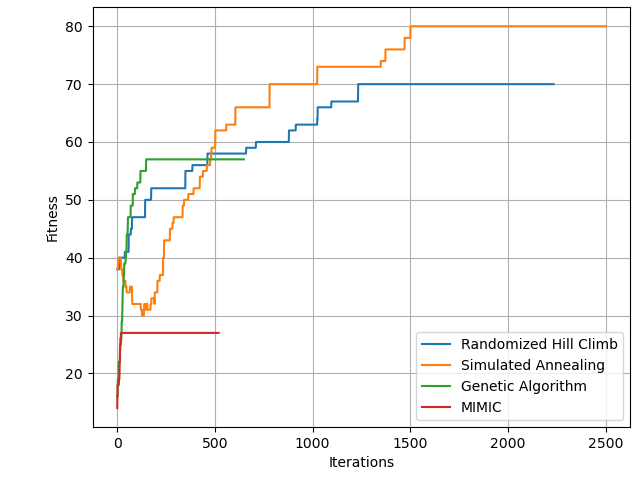 80
70
60
50
40
30
20
Fitness
0
500
1000
1500
2000
2500
Iterations
Randomized Hill Climb
Simulated Annealing
Genetic Algorithm
MIMIC